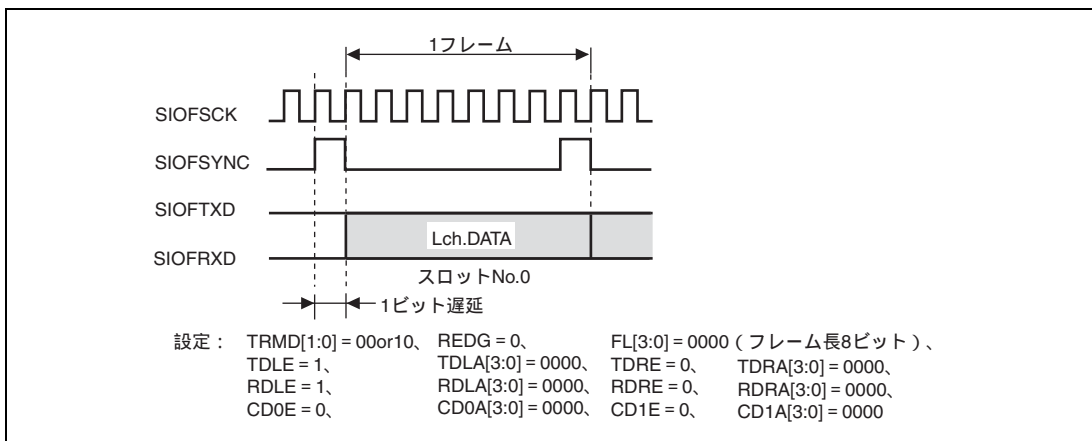 1フレーム
SIOFSCK
SIOFSYNC
SIOFTXD
Lch.DATA
SIOFRXD
スロットNo.0
1ビット遅延
設定： TRMD[1:0] = 00or10、 REDG = 0、 FL[3:0] = 0000（フレーム長8ビット）、
TDLE = 1、 TDLA[3:0] = 0000、 TDRE = 0、 TDRA[3:0] = 0000、
RDLE = 1、 RDLA[3:0] = 0000、 RDRE = 0、 RDRA[3:0] = 0000、
CD0E = 0、 CD0A[3:0] = 0000、 CD1E = 0、 CD1A[3:0] = 0000